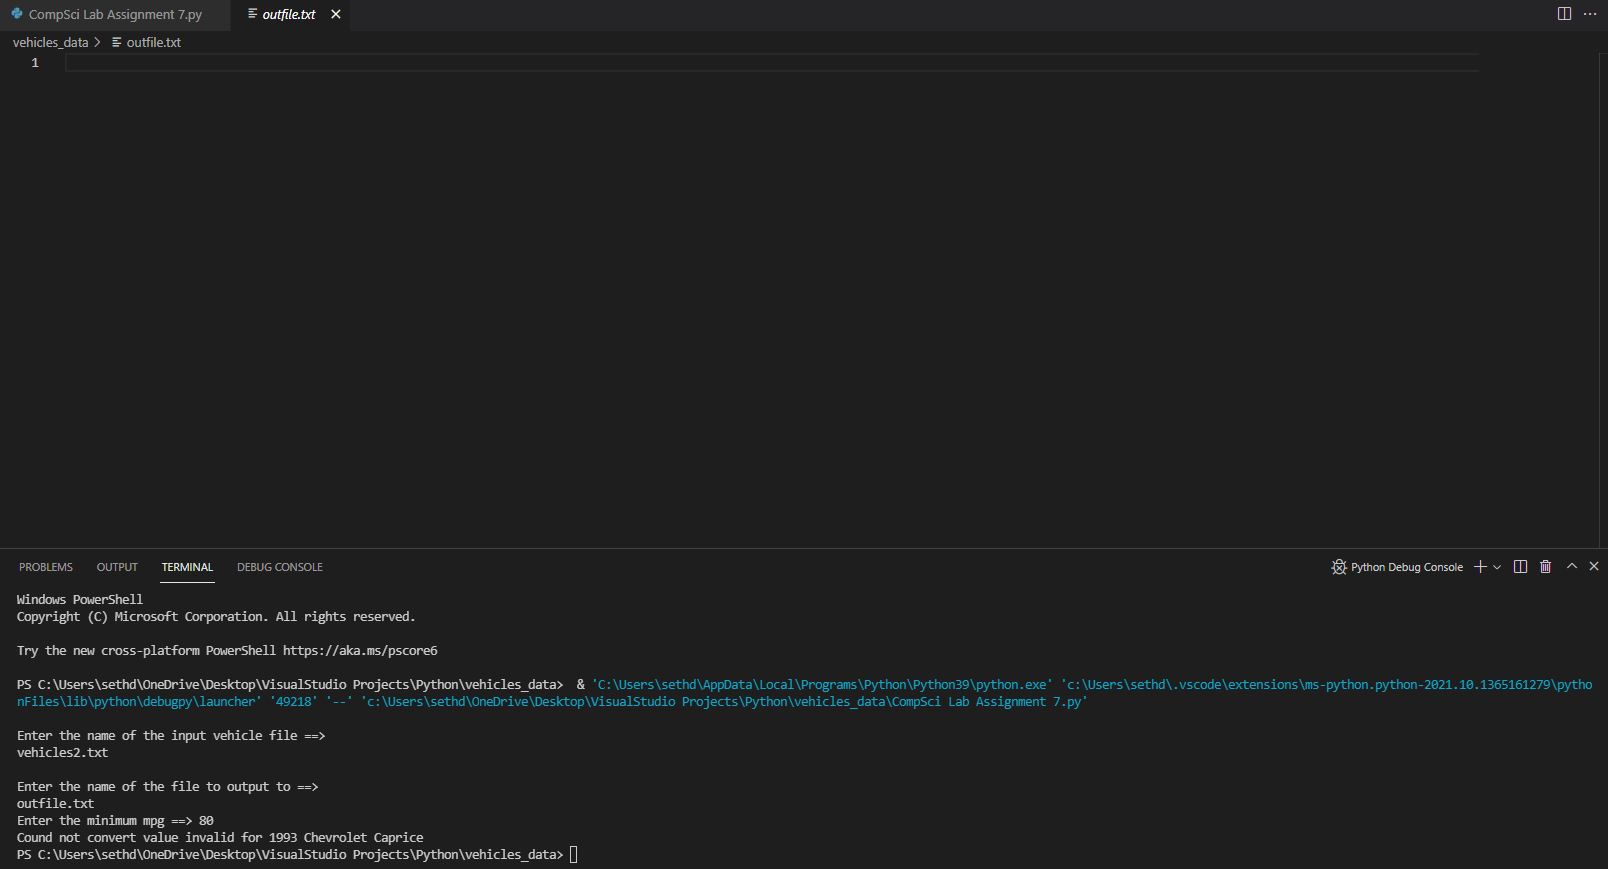 CompSci Lab Assignment 7.py outfile.txt
vehicles_data > outfile.txt
1
PROBLEMS OUTPUT TERMINAL DEBUG CONSOLE Python Debug Console
Windows PowerShell
Copyright (C) Microsoft Corporation. All rights reserved.
Try the new cross-platform PowerShell https://aka.ms/pscore6
PS C:\Users\sethd\OneDrive\Desktop\VisualStudio Projects\Python\vehicles_data>  & 'C:\Users\sethd\AppData\Local\Programs\Python\Python39\python.exe' 'c:\Users\sethd\.vscode\extensions\ms-python.python-2021.10.1365161279\pytho
nFiles\lib\python\debugpy\launcher' '49218' '--' 'c:\Users\sethd\OneDrive\Desktop\VisualStudio Projects\Python\vehicles_data\CompSci Lab Assignment 7.py'
Enter the name of the input vehicle file ==>
vehicles2.txt
Enter the name of the file to output to ==>
outfile.txt
Enter the minimum mpg ==> 80
Cound not convert value invalid for 1993 Chevrolet Caprice
PS C:\Users\sethd\OneDrive\Desktop\VisualStudio Projects\Python\vehicles_data>